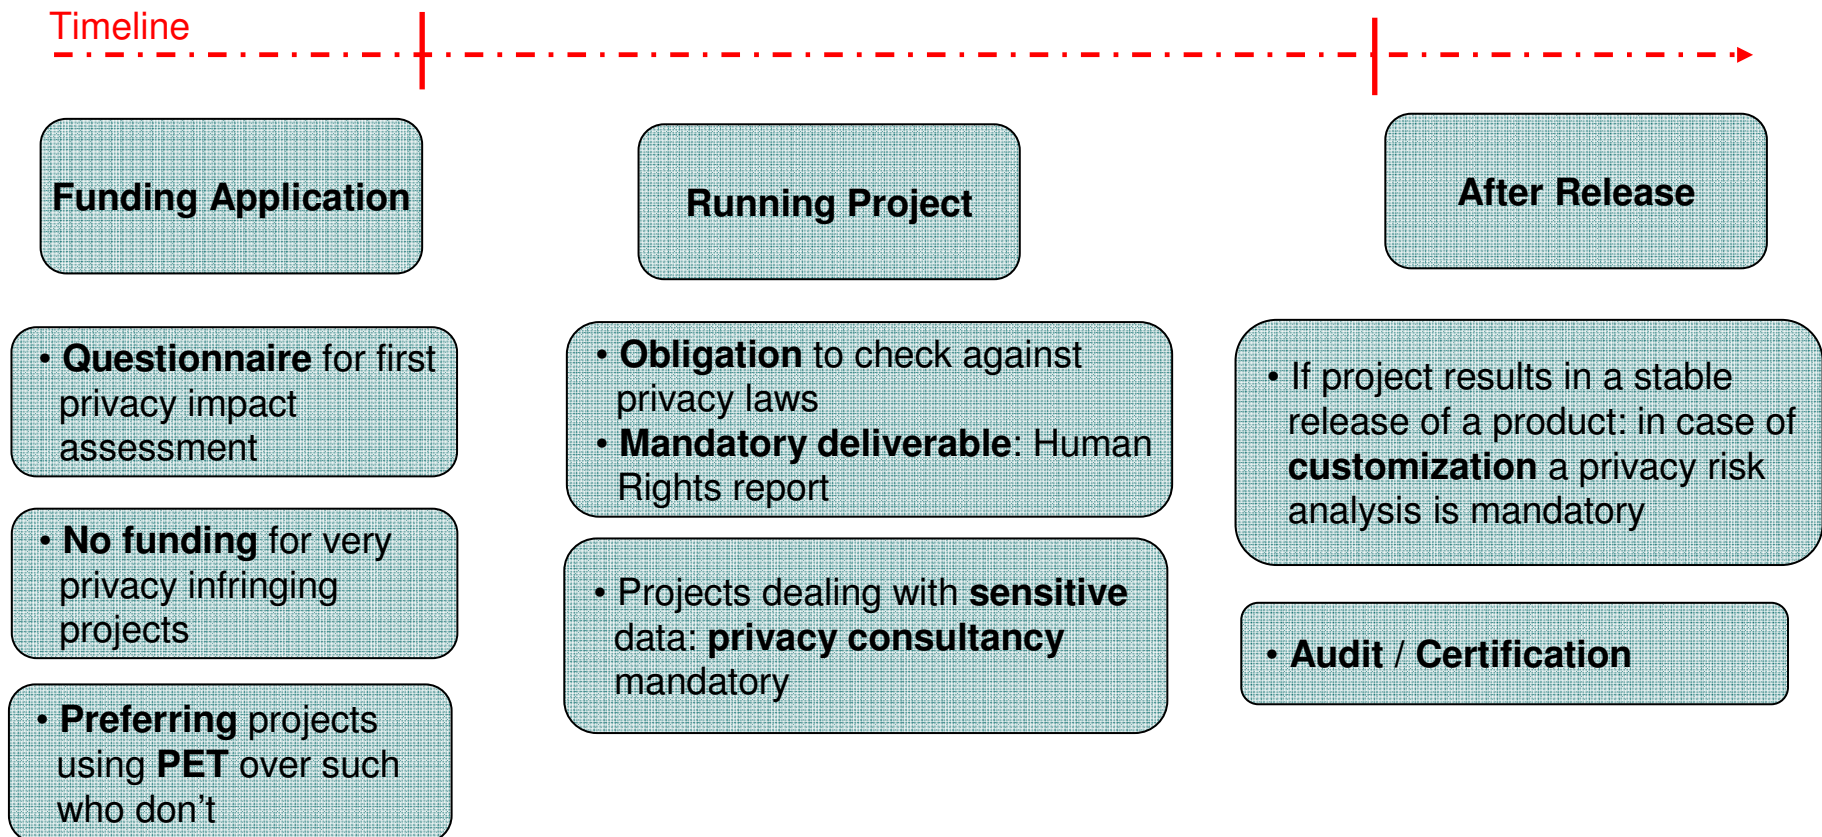 Timeline
Funding Application
• Questionnaire for first
privacy impact
assessment
• No funding for very
privacy infringing
projects
• Preferring projects
using PET over such
who don't
Running Project
• Obligation to check against
privacy laws
• Mandatory deliverable: Human
Rights report
• Projects dealing with sensitive
data: privacy consultancy
mandatory
After Release
• If project results in a stable
release of a product: in case of
customization a privacy risk
analysis is mandatory
• Audit / Certification